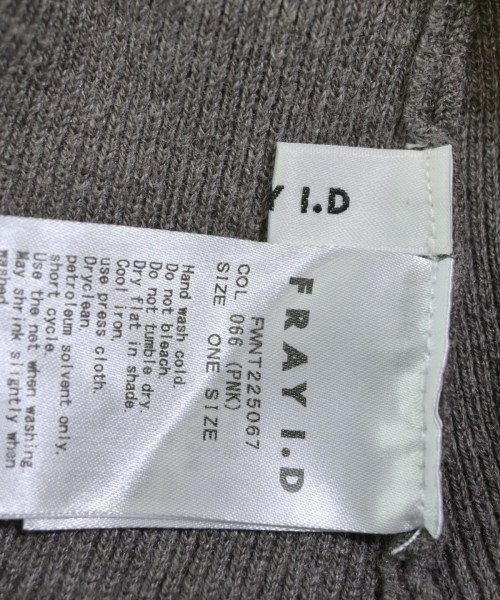 Y I.D
FRAY I.D
FWNT225067
COL 066 (PNK)
SIZE ONE SIZE
Hand wash cold.
Do not bleach.
Do not tumble dry.
Dry flat in shade.
Cool iron.
use press cloth.
Dryclean.
petroleum solvent only.
short cycle.
Use the net when washing
May shrink slightly when
washed